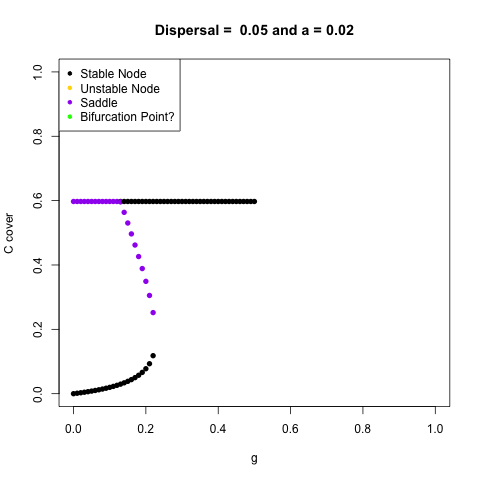 Dispersal =  0.05 and a = 0.02
Stable Node
Unstable Node
Saddle
Bifurcation Point?
C cover
1.0
0.8
0.6
0.4
0.2
0.0
0.0 0.2 0.4 0.6 0.8 1.0
g